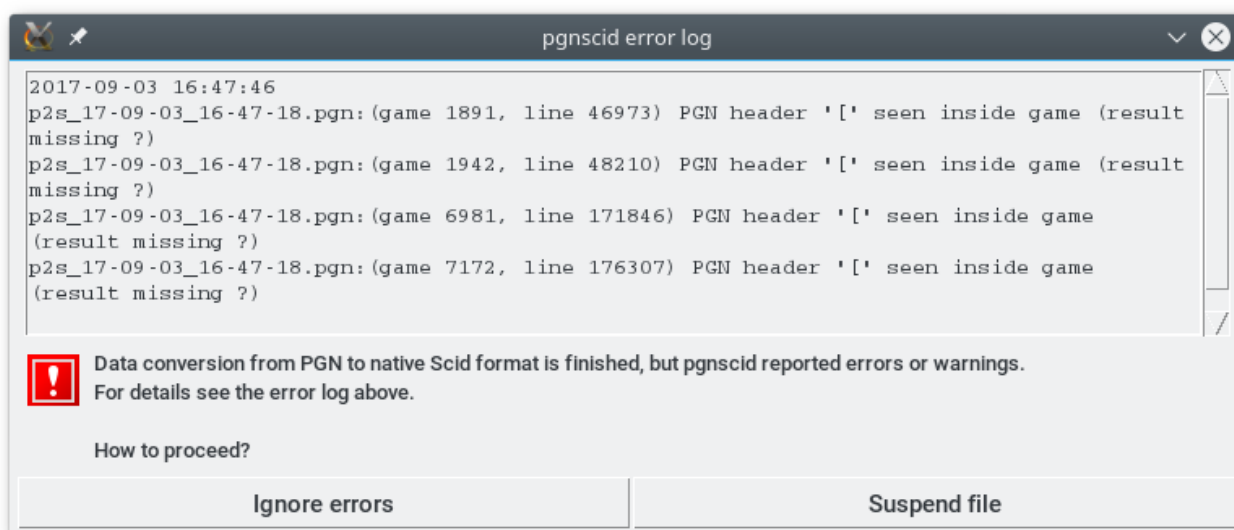 pgnscid error log
2017-09-03 16:47:46
p2s_17-09-03_16-47-18.pgn:(game 1891, line 46973) PGN header '[' seen inside game (result
missing ?)
p2s_17-09-03_16-47-18.pgn:(game 1942, line 48210) PGN header '[' seen inside game (result
missing ?)
p2s_17-09-03_16-47-18.pgn:(game 6981, line 171846) PGN header '[' seen inside game
(result missing ?)
p2s_17-09-03_16-47-18.pgn:(game 7172, line 176307) PGN header '[' seen inside game
(result missing ?)
Data conversion from PGN to native Scid format is finished, but pgnscid reported errors or warnings.
For details see the error log above.
How to proceed?
Ignore errors
Suspend file